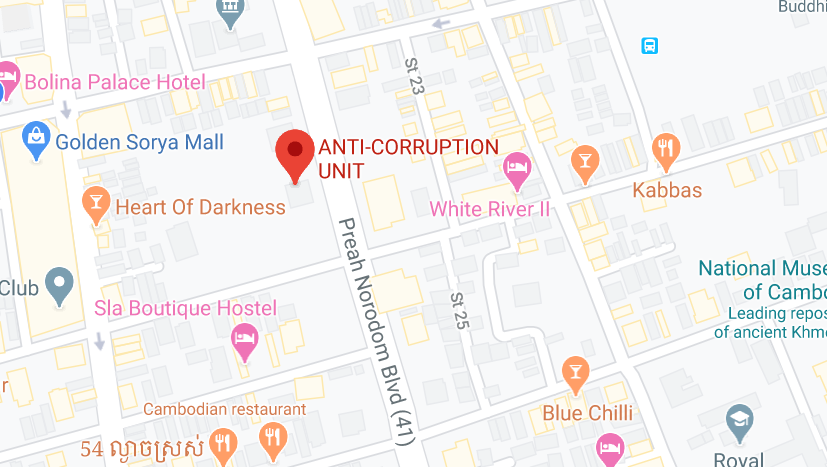 Buddhi
St 23
Bolina Palace Hotel
Golden Sorya Mall
ANTI-CORRUPTION
UNIT
Kabbas
Heart Of Darkness
White River II
Preah Norodom Blvd (41)
National Muse
of Cambo
Leading repos
of ancient Khme
Club
Sla Boutique Hostel
St 25
r
Cambodian restaurant
Blue Chilli
54 ល្ងាចស្រស់
Royal